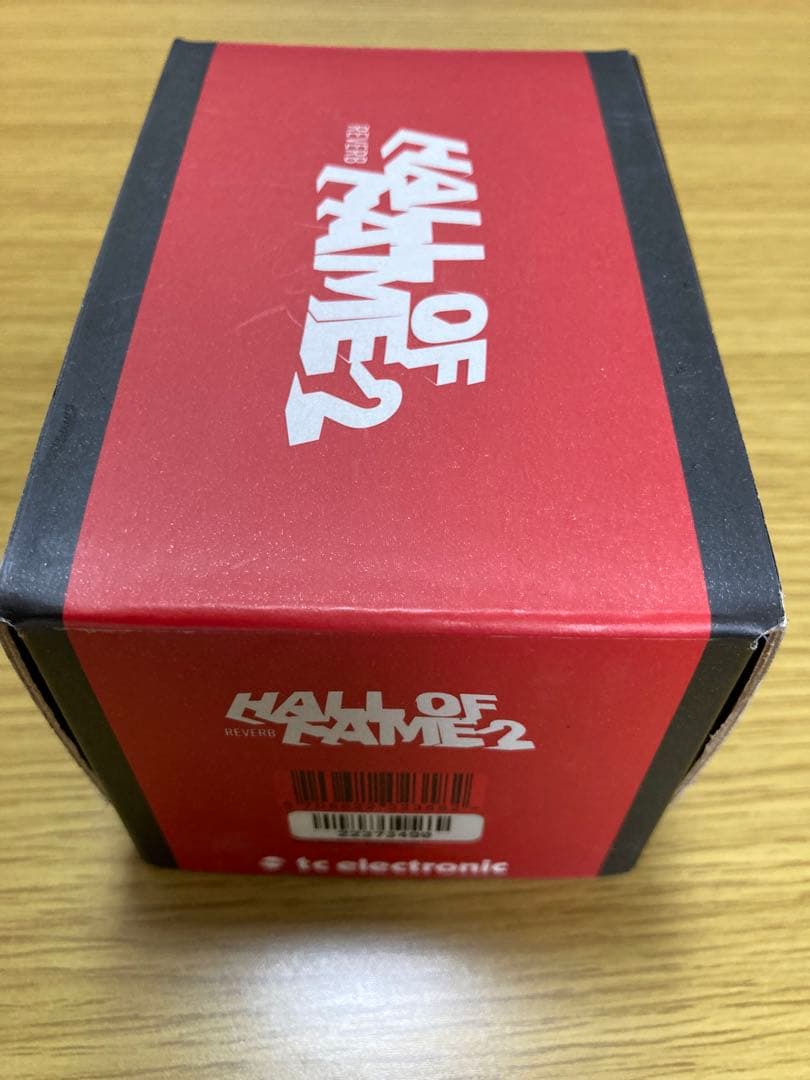 HALL OF
REVERB FAME 2
HALL OF
REVERB FAME 2
tc electronic